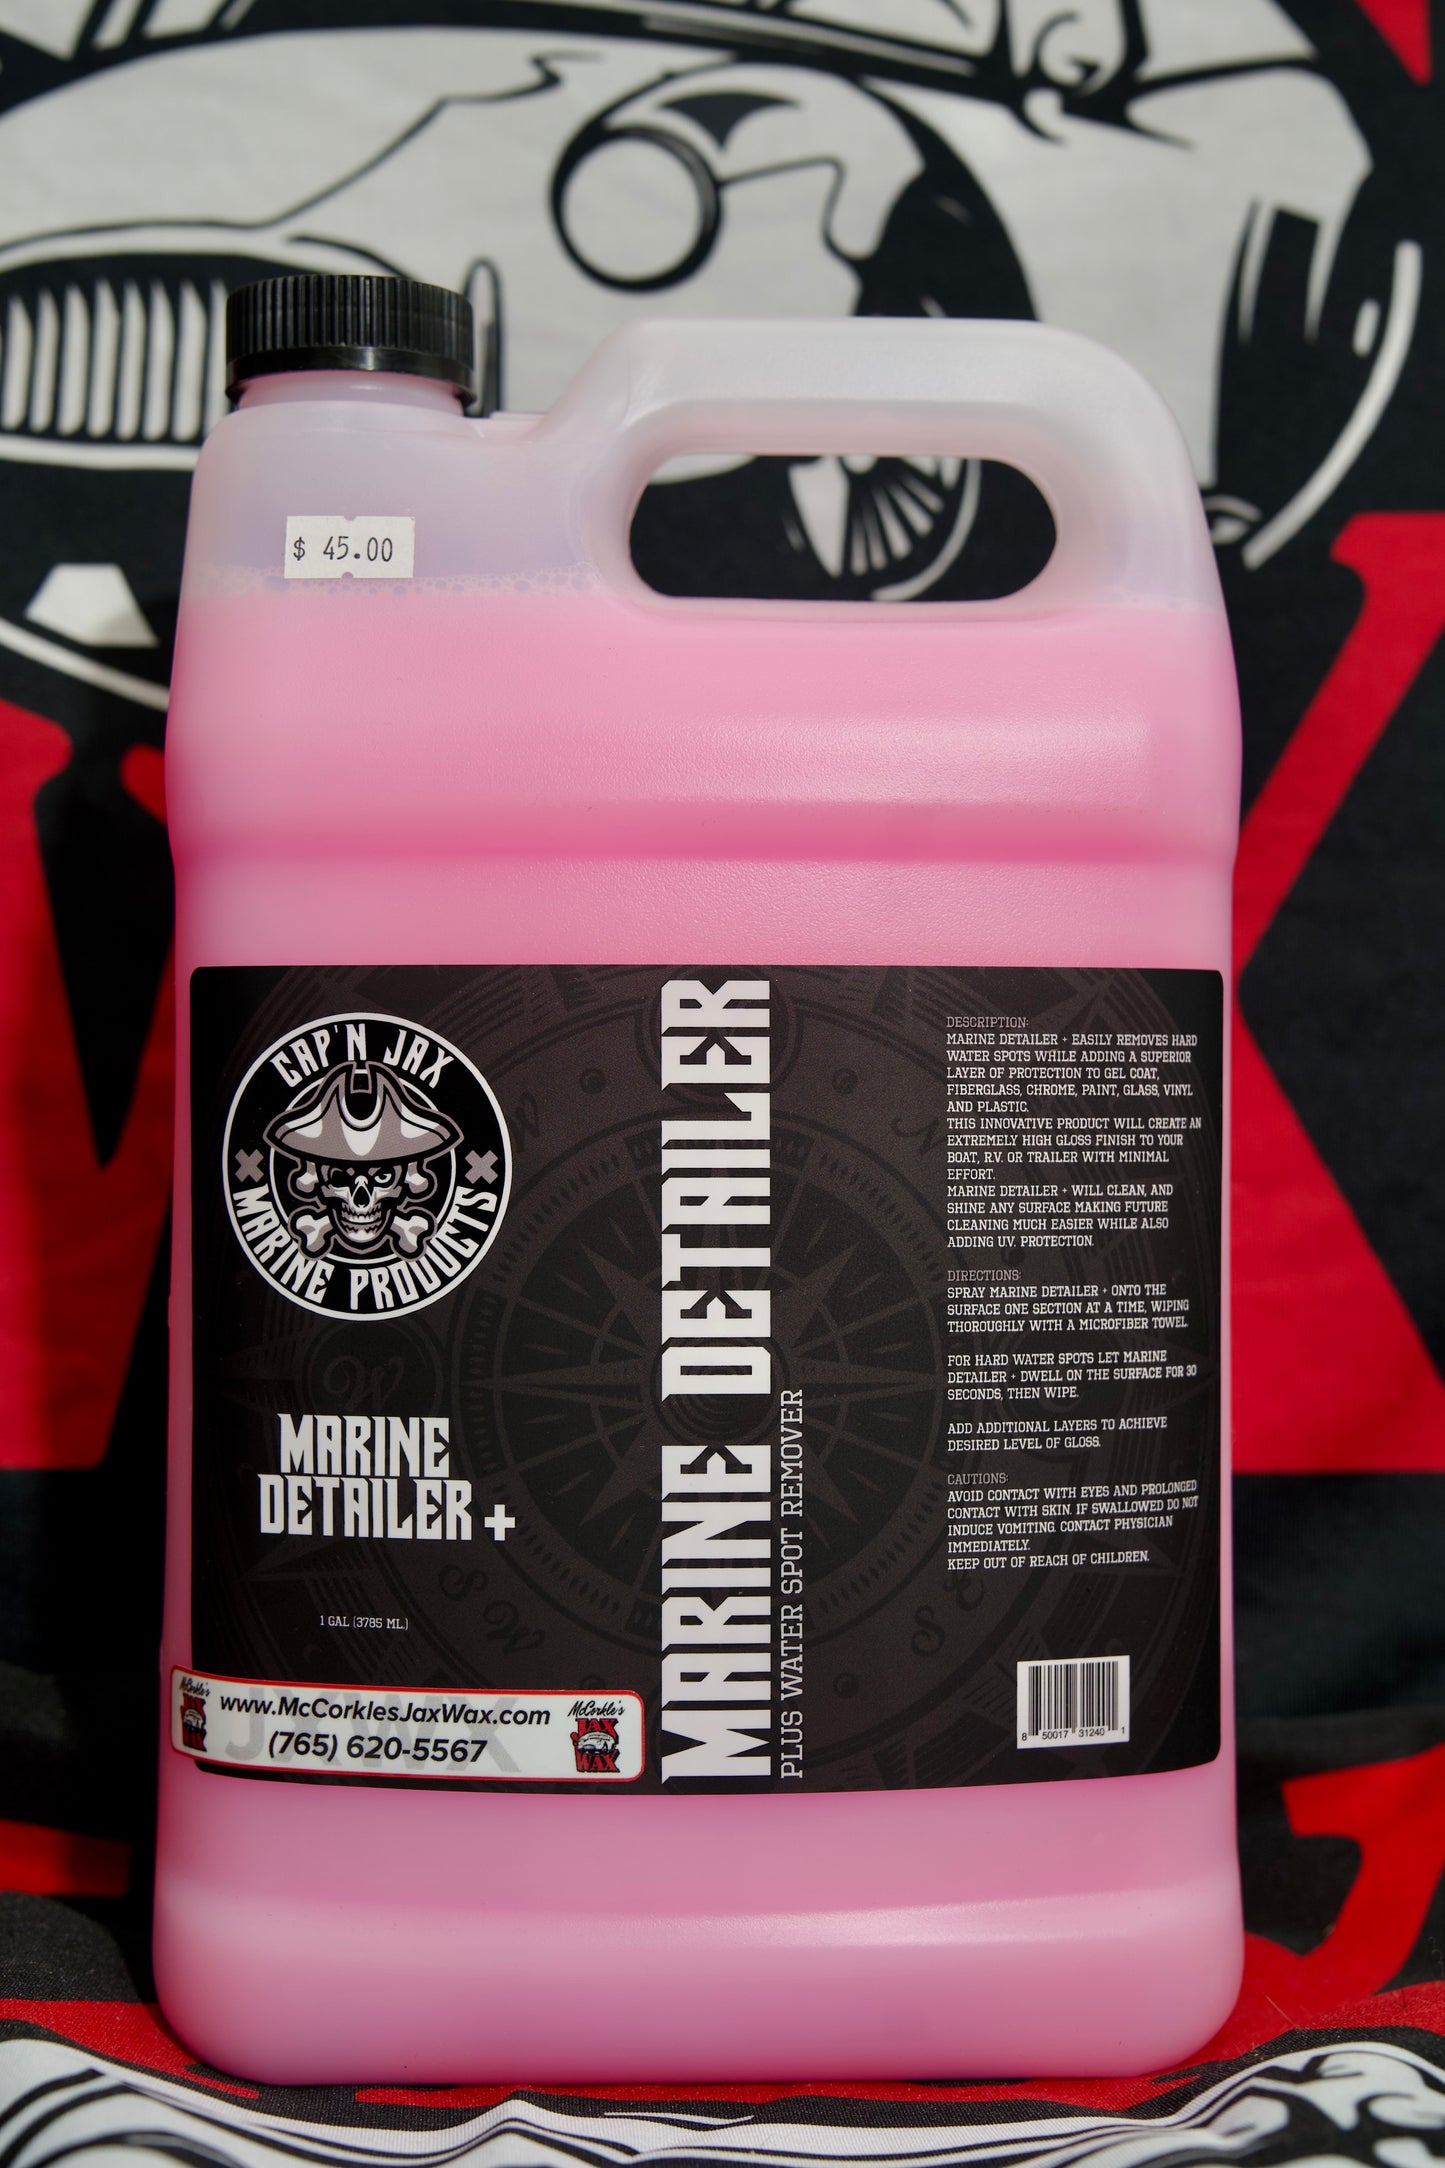 $ 45.00
CAP'N JAX
MARINE PRODUCTS
MARINE
DETAILER +
1 GAL (3785 ML.)
www.McCorklesJaxWax.com
(765) 620-5567
McCorkle's
JAX
WAX
McCorkle's
JAX
WAX
JAXWAX
MARINE DETAILER
PLUS WATER SPOT REMOVER
DESCRIPTION:
MARINE DETAILER + EASILY REMOVES HARD
WATER SPOTS WHILE ADDING A SUPERIOR
LAYER OF PROTECTION TO GEL COAT,
FIBERGLASS, CHROME, PAINT, GLASS, VINYL
AND PLASTIC.
THIS INNOVATIVE PRODUCT WILL CREATE AN
EXTREMELY HIGH GLOSS FINISH TO YOUR
BOAT, R.V. OR TRAILER WITH MINIMAL
EFFORT.
MARINE DETAILER + WILL CLEAN, AND
SHINE ANY SURFACE MAKING FUTURE
CLEANING MUCH EASIER WHILE ALSO
ADDING U.V. PROTECTION.
DIRECTIONS:
SPRAY MARINE DETAILER + ONTO THE
SURFACE ONE SECTION AT A TIME, WIPING
THOROUGHLY WITH A MICROFIBER TOWEL.
FOR HARD WATER SPOTS LET MARINE
DETAILER + DWELL ON THE SURFACE FOR 30
SECONDS, THEN WIPE.
ADD ADDITIONAL LAYERS TO ACHIEVE
DESIRED LEVEL OF GLOSS.
CAUTIONS:
AVOID CONTACT WITH EYES AND PROLONGED
CONTACT WITH SKIN. IF SWALLOWED DO NOT
INDUCE VOMITING. CONTACT PHYSICIAN
IMMEDIATELY.
KEEP OUT OF REACH OF CHILDREN.
8 50017 31240 1